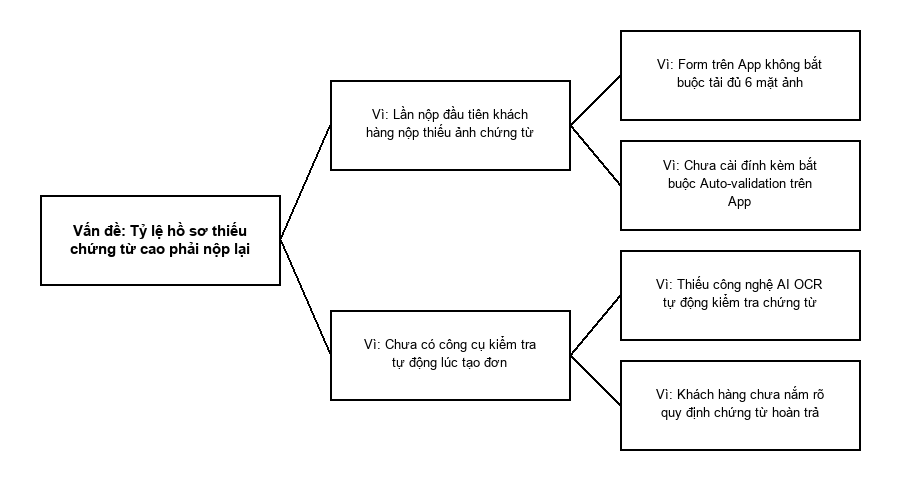 Vấn đề: Tỷ lệ hồ sơ thiếu
chứng từ cao phải nộp lại
Vì: Lần nộp đầu tiên khách
hàng nộp thiếu ảnh chứng từ
Vì: Form trên App không bắt
buộc tải đủ 6 mặt ảnh
Vì: Chưa cài đính kèm bắt
buộc Auto-validation trên
App
Vì: Chưa có công cụ kiểm tra
tự động lúc tạo đơn
Vì: Thiếu công nghệ AI OCR
tự động kiểm tra chứng từ
Vì: Khách hàng chưa nắm rõ
quy định chứng từ hoàn trả